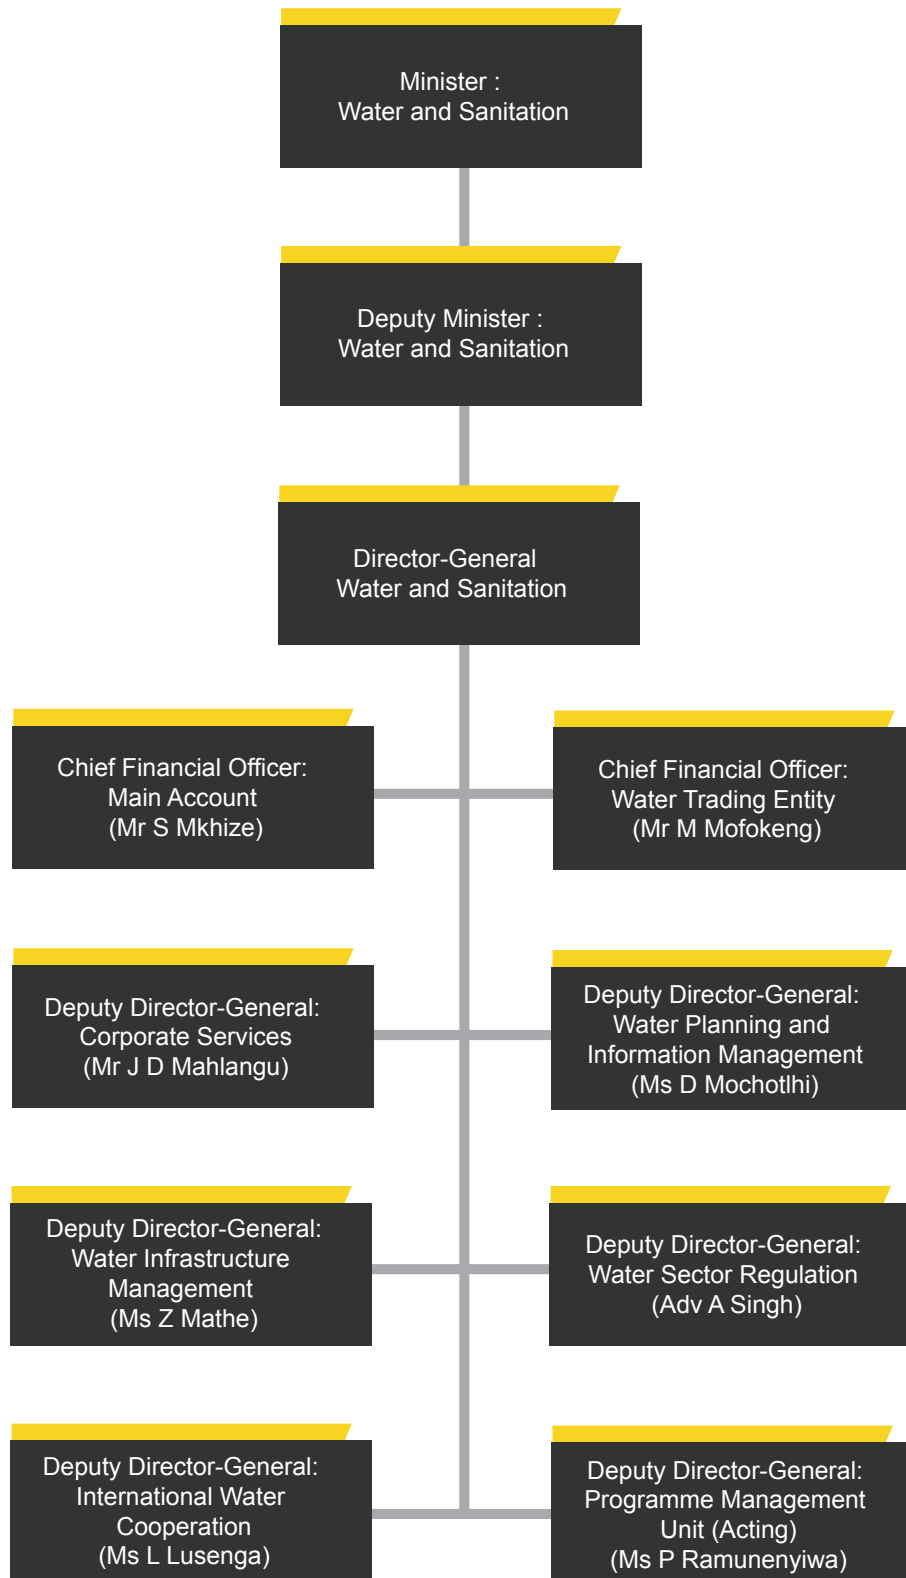 Minister :
Water and Sanitation
Deputy Minister :
Water and Sanitation
Director-General
Water and Sanitation
Chief Financial Officer:
Main Account
(Mr S Mkhize)
Chief Financial Officer:
Water Trading Entity
(Mr M Mofokeng)
Deputy Director-General:
Corporate Services
(Mr J D Mahlangu)
Deputy Director-General:
Water Planning and
Information Management
(Ms D Mochotlhi)
Deputy Director-General:
Water Infrastructure
Management
(Ms Z Mathe)
Deputy Director-General:
Water Sector Regulation
(Adv A Singh)
Deputy Director-General:
International Water
Cooperation
(Ms L Lusenga)
Deputy Director-General:
Programme Management
Unit (Acting)
(Ms P Ramunenyiwa)